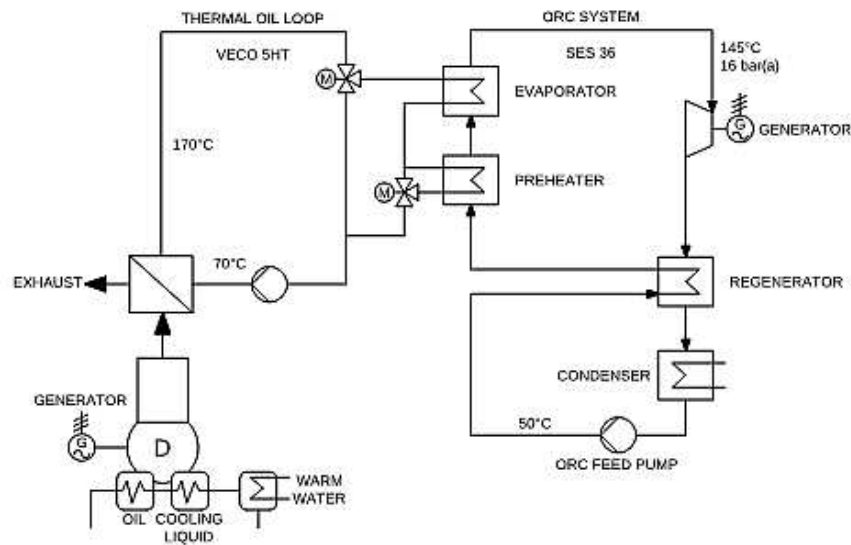 THERMAL OIL LOOP
ORC SYSTEM
VECO 5HT
SES 36
145°C
16 bar(a)
M
EVAPORATOR
G
GENERATOR
170°C
M
PREHEATER
70°C
EXHAUST
REGENERATOR
GENERATOR
CONDENSER
G
D
50°C
ORC FEED PUMP
WARM
WATER
OIL
COOLING
LIQUID